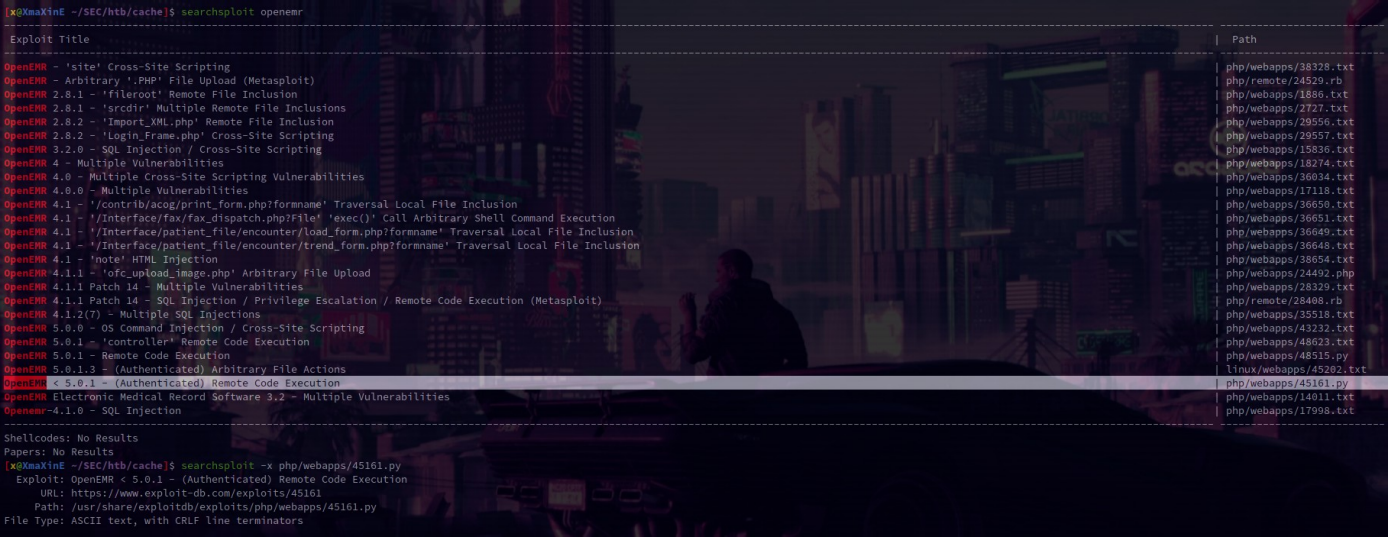 [x@XmaXinE ~/SEC/htb/cache]$ searchsploit openemr
Exploit Title | Path
OpenEMR - 'site' Cross-Site Scripting | php/webapps/38328.txt
OpenEMR - Arbitrary '.PHP' File Upload (Metasploit) | php/remote/24529.rb
OpenEMR 2.8.1 - 'fileroot' Remote File Inclusion | php/webapps/1886.txt
OpenEMR 2.8.1 - 'srcdir' Multiple Remote File Inclusions | php/webapps/2727.txt
OpenEMR 2.8.2 - 'Import_XML.php' Remote File Inclusion | php/webapps/29556.txt
OpenEMR 2.8.2 - 'Login_Frame.php' Cross-Site Scripting | php/webapps/29557.txt
OpenEMR 3.2.0 - SQL Injection / Cross-Site Scripting | php/webapps/15836.txt
OpenEMR 4 - Multiple Vulnerabilities | php/webapps/18274.txt
OpenEMR 4.0 - Multiple Cross-Site Scripting Vulnerabilities | php/webapps/36034.txt
OpenEMR 4.0.0 - Multiple Vulnerabilities | php/webapps/17118.txt
OpenEMR 4.1 - '/contrib/acog/print_form.php?formname' Traversal Local File Inclusion | php/webapps/36650.txt
OpenEMR 4.1 - '/Interface/fax/fax_dispatch.php?File' 'exec()' Call Arbitrary Shell Command Execution | php/webapps/36651.txt
OpenEMR 4.1 - '/Interface/patient_file/encounter/load_form.php?formname' Traversal Local File Inclusion | php/webapps/36649.txt
OpenEMR 4.1 - '/Interface/patient_file/encounter/trend_form.php?formname' Traversal Local File Inclusion | php/webapps/36648.txt
OpenEMR 4.1 - 'note' HTML Injection | php/webapps/38654.txt
OpenEMR 4.1.1 - 'ofc_upload_image.php' Arbitrary File Upload | php/webapps/24492.php
OpenEMR 4.1.1 Patch 14 - Multiple Vulnerabilities | php/webapps/28329.txt
OpenEMR 4.1.1 Patch 14 - SQL Injection / Privilege Escalation / Remote Code Execution (Metasploit) | php/remote/28408.rb
OpenEMR 4.1.2(7) - Multiple SQL Injections | php/webapps/35518.txt
OpenEMR 5.0.0 - OS Command Injection / Cross-Site Scripting | php/webapps/43232.txt
OpenEMR 5.0.1 - 'controller' Remote Code Execution | php/webapps/48623.txt
OpenEMR 5.0.1 - Remote Code Execution | php/webapps/48515.py
OpenEMR 5.0.1.3 - (Authenticated) Arbitrary File Actions | linux/webapps/45202.txt
OpenEMR < 5.0.1 - (Authenticated) Remote Code Execution | php/webapps/45161.py
OpenEMR Electronic Medical Record Software 3.2 - Multiple Vulnerabilities | php/webapps/14011.txt
Openemr-4.1.0 - SQL Injection | php/webapps/17998.txt
Shellcodes: No Results
Papers: No Results
[x@XmaXinE ~/SEC/htb/cache]$ searchsploit -x php/webapps/45161.py
Exploit: OpenEMR < 5.0.1 - (Authenticated) Remote Code Execution
URL: https://www.exploit-db.com/exploits/45161
Path: /usr/share/exploitdb/exploits/php/webapps/45161.py
File Type: ASCII text, with CRLF line terminators